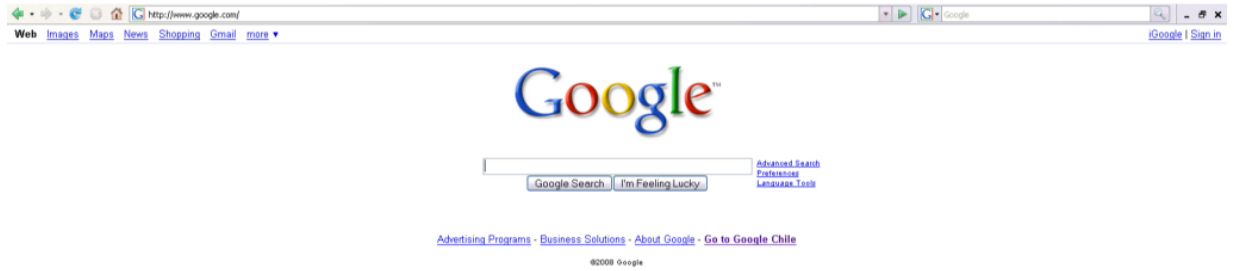 http://www.google.com/ Google
Web Images Maps News Shopping Gmail more ▼ iGoogle | Sign in
Google™
Advanced Search
Preferences
Language Tools
Google Search I'm Feeling Lucky
Advertising Programs - Business Solutions - About Google - Go to Google Chile
©2008 Google